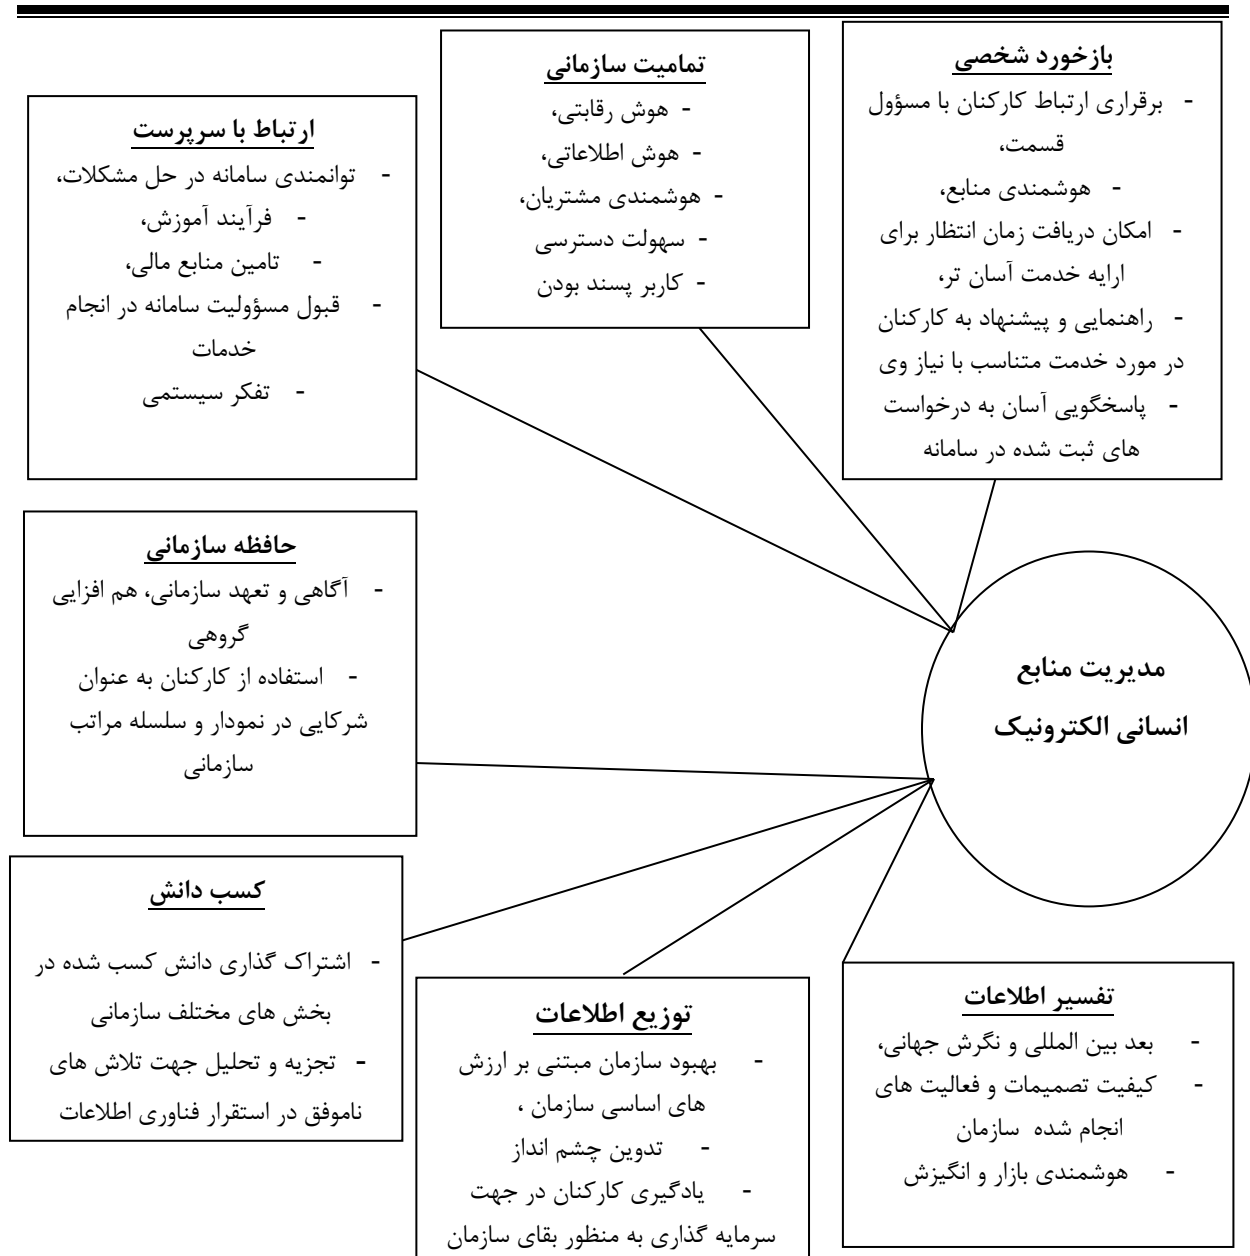 بازخورد شخصی
- برقراری ارتباط کارکنان با مسؤول
قسمت،
- هوشمندی منابع،
- امکان دریافت زمان انتظار برای
ارایه خدمت آسان تر،
- راهنمایی و پیشنهاد به کارکنان
در مورد خدمت متناسب با نیاز وی
- پاسخگویی آسان به درخواست
های ثبت شده در سامانه
تمامیت سازمانی
- هوش رقابتی،
- هوش اطلاعاتی،
- هوشمندی مشتریان،
- سهولت دسترسی
- کاربر پسند بودن
ارتباط با سرپرست
- توانمندی سامانه در حل مشکلات،
- فرآیند آموزش،
- تامین منابع مالی،
- قبول مسؤولیت سامانه در انجام
خدمات
- تفکر سیستمی
حافظه سازمانی
- آگاهی و تعهد سازمانی، هم افزایی
گروهی
- استفاده از کارکنان به عنوان
شرکایی در نمودار و سلسله مراتب
سازمانی
مدیریت منابع
انسانی الکترونیک
کسب دانش
- اشتراک گذاری دانش کسب شده در
بخش های مختلف سازمانی
- تجزیه و تحلیل جهت تلاش های
ناموفق در استقرار فناوری اطلاعات
توزیع اطلاعات
- بهبود سازمان مبتنی بر ارزش
های اساسی سازمان ،
- تدوین چشم انداز
- یادگیری کارکنان در جهت
سرمایه گذاری به منظور بقای سازمان
تفسیر اطلاعات
- بعد بین المللی و نگرش جهانی،
- کیفیت تصمیمات و فعالیت های
انجام شده سازمان
- هوشمندی بازار و انگیزش